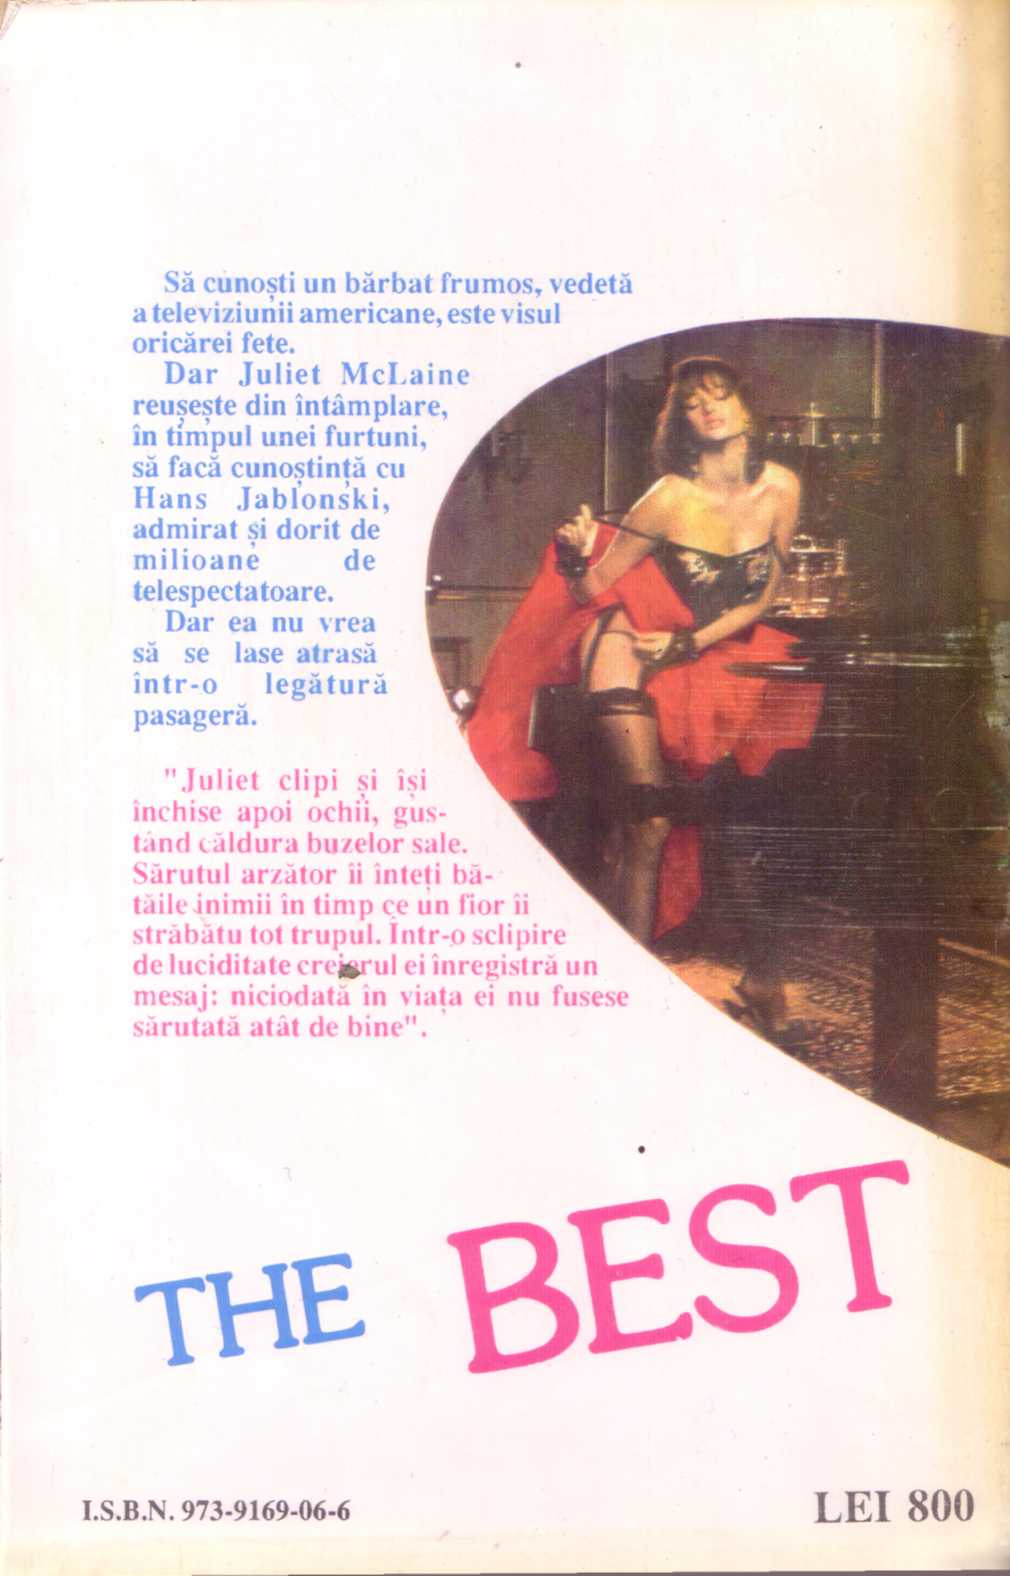 Să cunoști un bărbat frumos, vedetă
a televiziunii americane, este visul
oricărei fete.
Dar Juliet McLaine
reușește din întâmplare,
în timpul unei furtuni,
să facă cunoștință cu
Hans Jablonski,
admirat și dorit de
milioane de
telespectatoare.
Dar ea nu vrea
să se lase atrasă
într-o legătură
pasageră.
"Juliet clipi și își
închise apoi ochii, gus-
tând căldura buzelor sale.
Sărutul arzător îi înteți bă-
tăile inimii în timp ce un fior îi
străbătu tot trupul. Într-o sclipire
de luciditate creierul ei înregistră un
mesaj: niciodată în viața ei nu fusese
sărutată atât de bine".
THE BEST
I.S.B.N. 973-9169-06-6
LEI 800